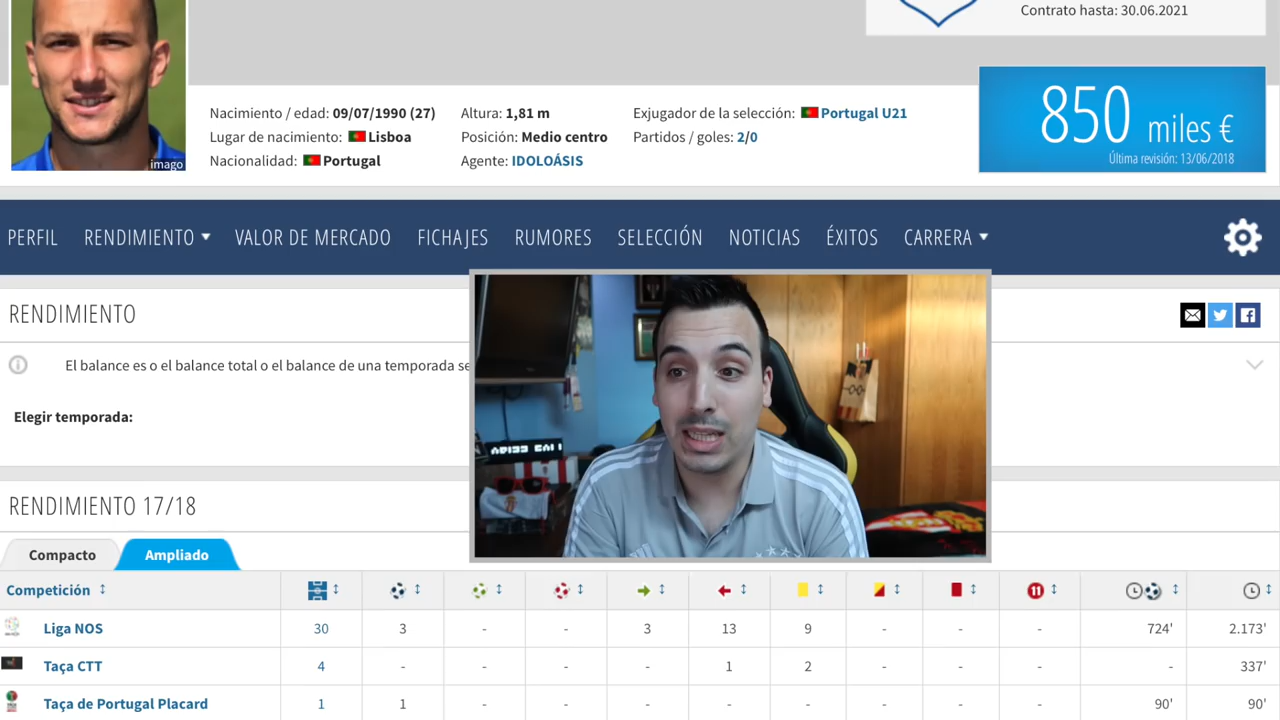 Contrato hasta: 30.06.2021
850 miles €
Última revisión: 13/06/2018
imago
Nacimiento / edad: 09/07/1990 (27)
Lugar de nacimiento: Lisboa
Nacionalidad: Portugal
Altura: 1,81 m
Posición: Medio centro
Agente: IDOLOÁSIS
Exjugador de la selección: Portugal U21
Partidos / goles: 2/0
PERFIL RENDIMIENTO VALOR DE MERCADO FICHAJES RUMORES SELECCIÓN NOTICIAS ÉXITOS CARRERA
RENDIMIENTO
El balance es o el balance total o el balance de una temporada se
Elegir temporada:
RENDIMIENTO 17/18
Compacto Ampliado
Competición 11
Liga NOS 30 3 - - 3 13 9 - - - 724' 2.173'
Taça CTT 4 - - - - 1 2 - - - - 337'
Taça de Portugal Placard 1 1 - - - - - - - - 90' 90'